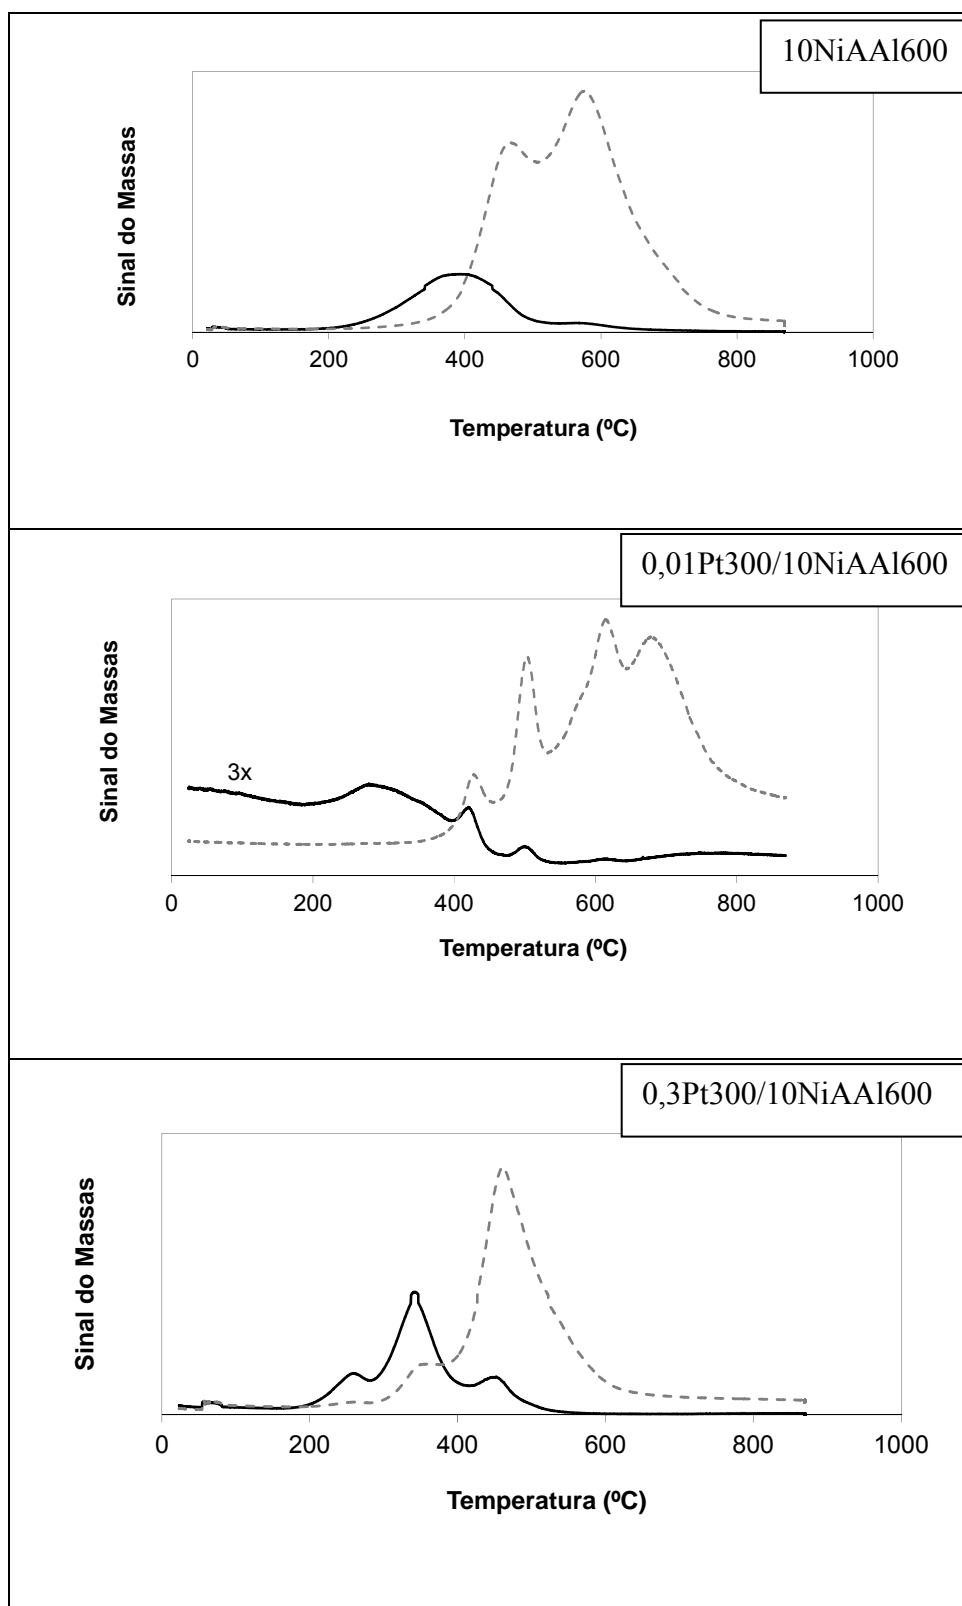 10NiAAl600
Sinal do Massas
0 200 400 600 800 1000
Temperatura (ºC)
0,01Pt300/10NiAAl600
Sinal do Massas
3x
0 200 400 600 800 1000
Temperatura (ºC)
0,3Pt300/10NiAAl600
Sinal do Massas
0 200 400 600 800 1000
Temperatura (ºC)